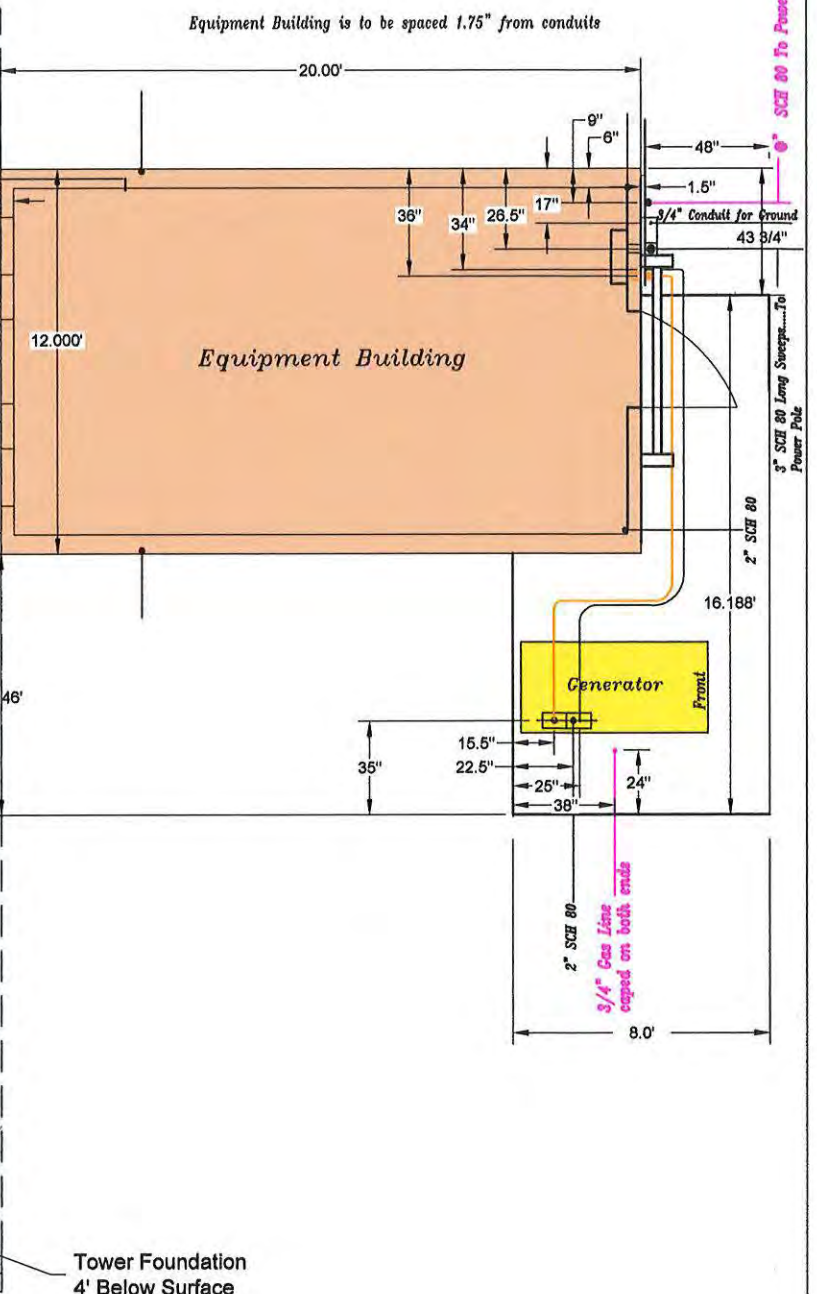 Equipment Building is to be spaced 1.75" from conduits
SCH 80 To Power
20.00'
9"
6"
48"
1.5"
36"
34"
26.5"
17"
3/4" Conduit for Ground
43 3/4"
12.000'
Equipment Building
3" SCH 80 Long Sweeps....To
Power Pole
2" SCH 80
16.188'
46'
Generator
Front
15.5"
35"
22.5"
25"
24"
38"
2" SCH 80
3/4" Gas Line
caped on both ends
8.0'
Tower Foundation
4' Below Surface